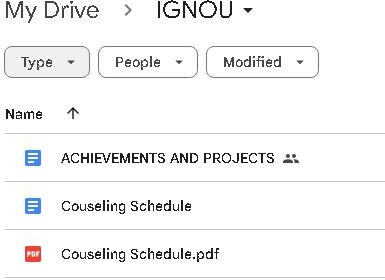 My Drive > IGNOU
Type People Modified
Name
ACHIEVEMENTS AND PROJECTS
Couseling Schedule
PDF Couseling Schedule.pdf